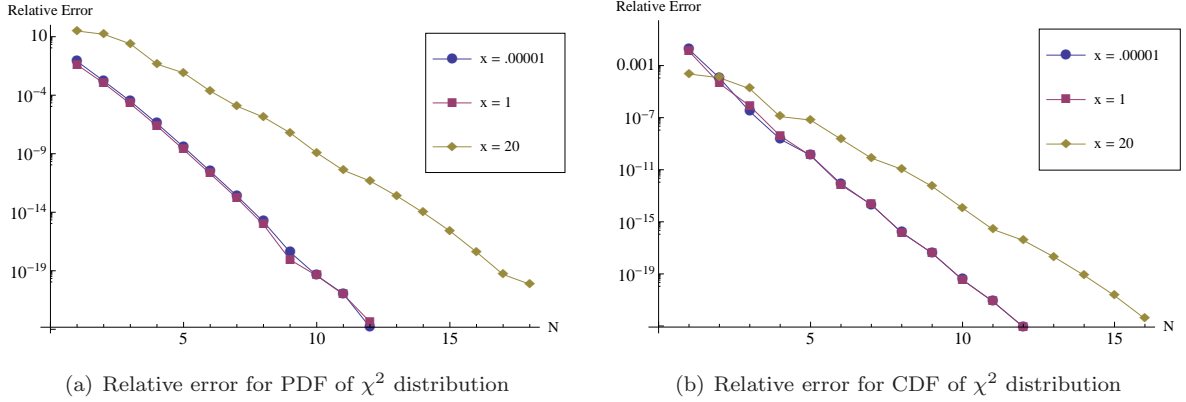 Relative Error
10
10^-4
10^-9
10^-14
10^-19
5
10
15
N
x = .00001
x = 1
x = 20
(a) Relative error for PDF of χ² distribution
Relative Error
0.001
10^-7
10^-11
10^-15
10^-19
5
10
15
N
x = .00001
x = 1
x = 20
(b) Relative error for CDF of χ² distribution